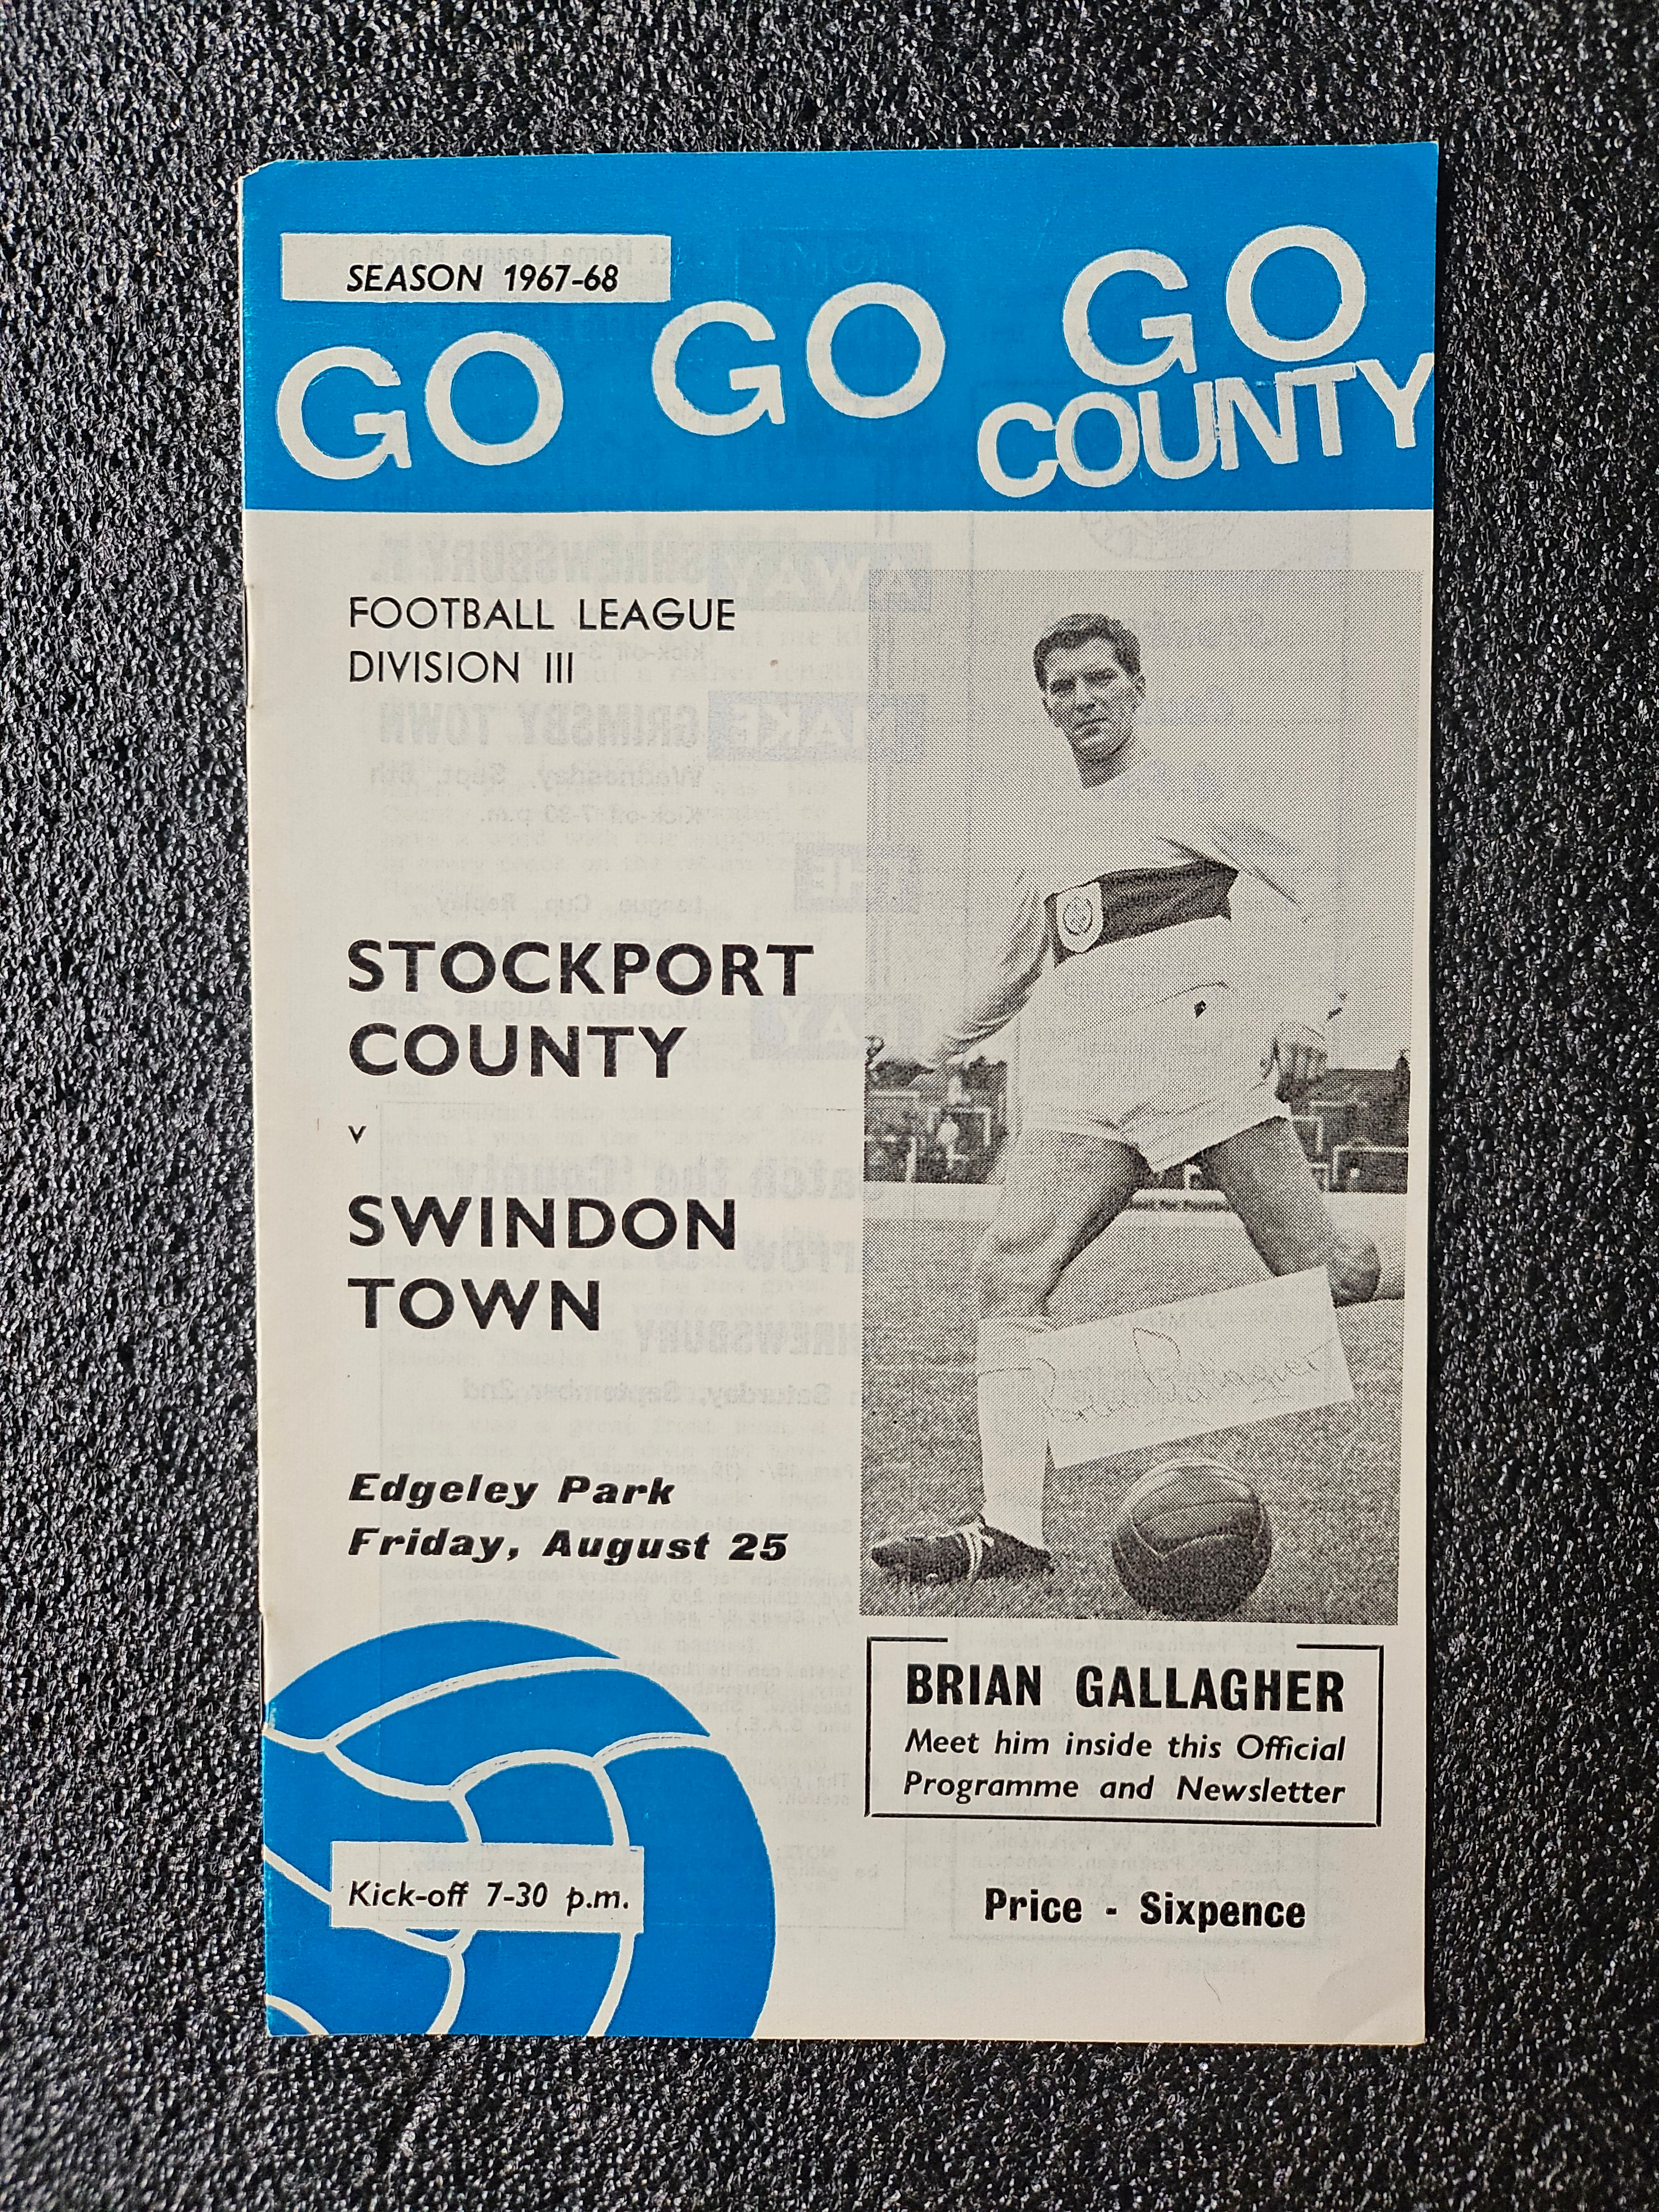 SEASON 1967-68
GO GO GO
COUNTY
FOOTBALL LEAGUE
DIVISION III
STOCKPORT
COUNTY
v
SWINDON
TOWN
Edgeley Park
Friday, August 25
Kick-off 7-30 p.m.
BRIAN GALLAGHER
Meet him inside this Official
Programme and Newsletter
Price - Sixpence